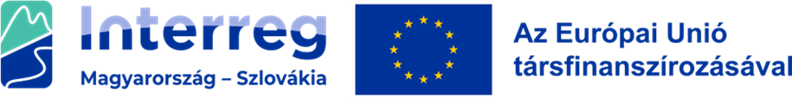 Interreg
Magyarország – Szlovákia
Az Európai Unió
társfinanszírozásával